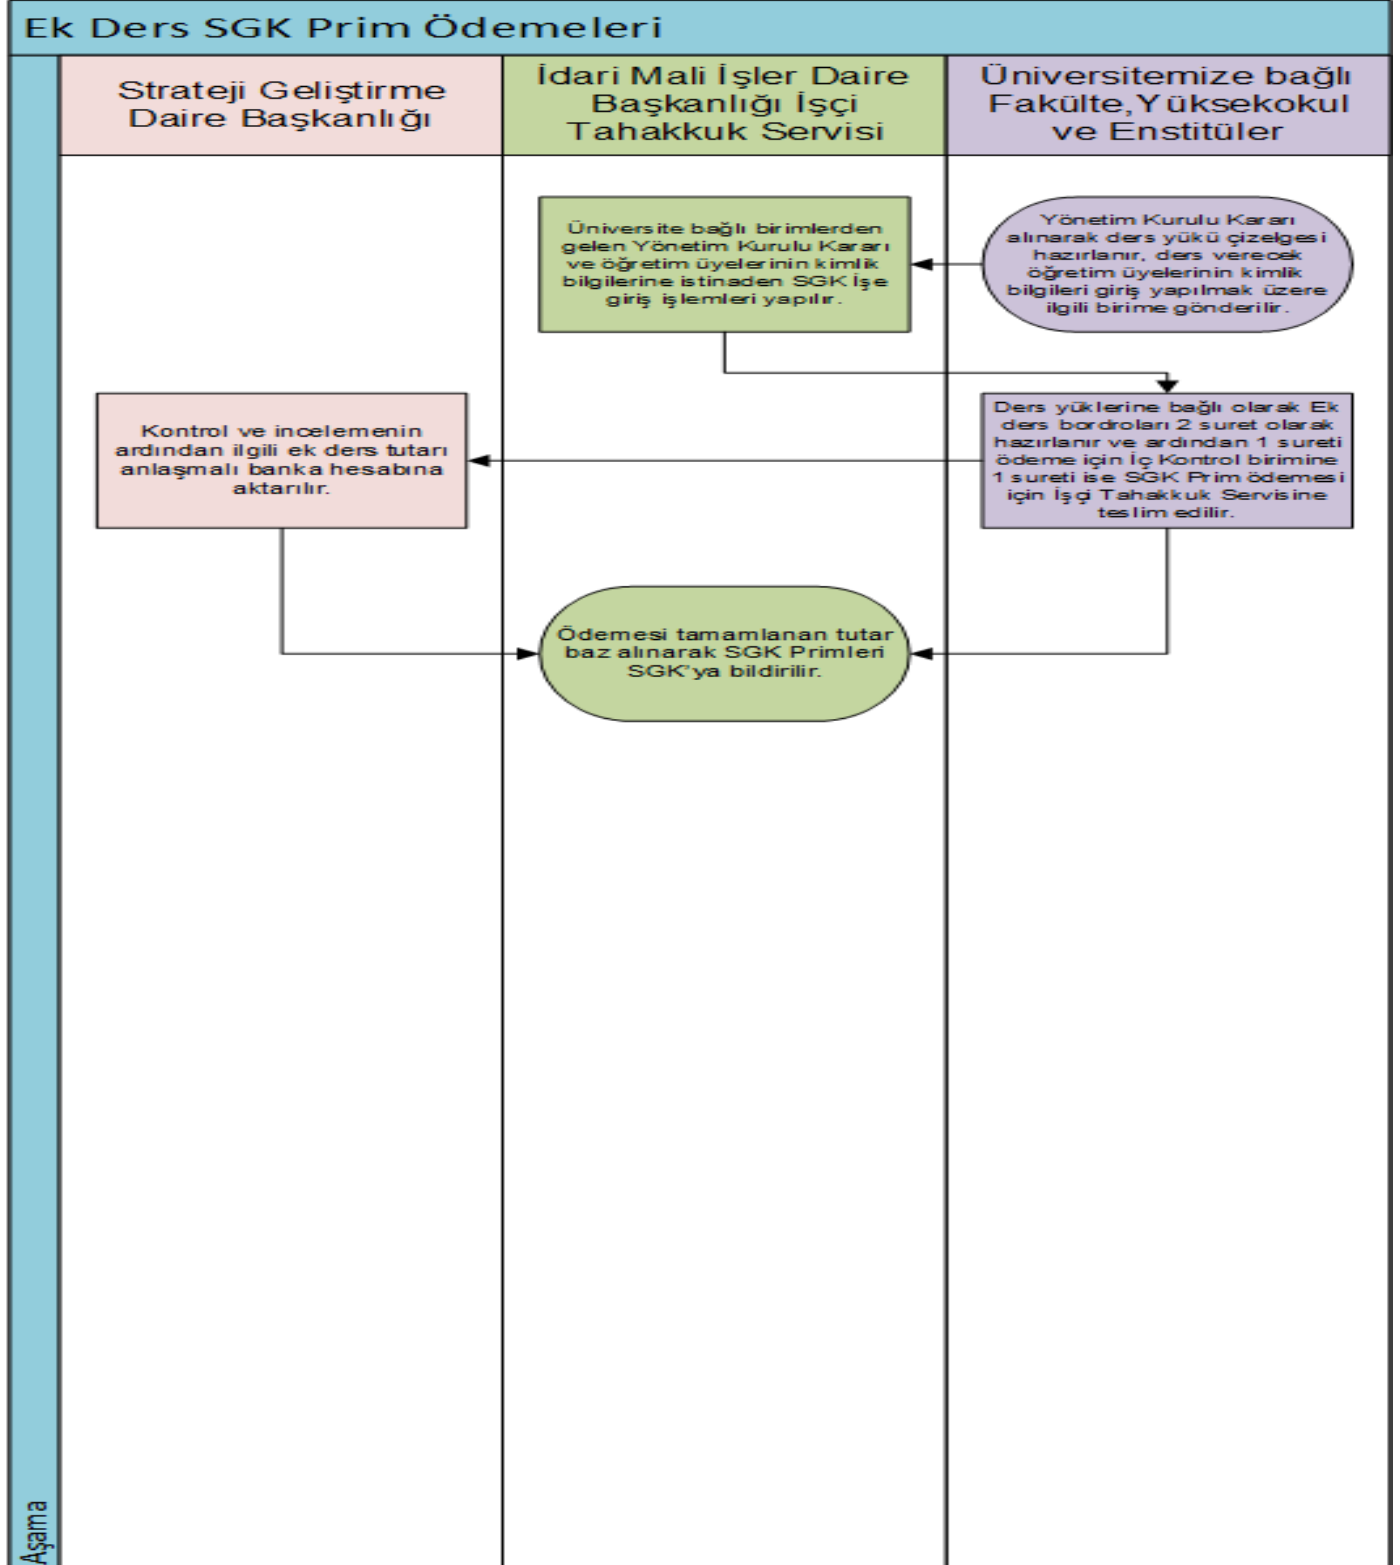 Ek Ders SGK Prim Ödemeleri
Strateji Geliştirme
Daire Başkanlığı
İdari Mali İşler Daire
Başkanlığı İşçi
Tahakkuk Servisi
Üniversitemize bağlı
Fakülte,Yüksekokul
ve Enstitüler
Yönetim Kurulu Kararı
alınarak ders yükü çizelgesi
hazırlanır, ders verecek
öğretim üyelerinin kimlik
bilgileri giriş yapılmak üzere
ilgili birime gönderilir.
Üniversite bağlı birimlerden
gelen Yönetim Kurulu Kararı
ve öğretim üyelerinin kimlik
bilgilerine istinaden SGK İşe
giriş işlemleri yapılır.
Ders yüklerine bağlı olarak Ek
ders bordroları 2 suret olarak
hazırlanır ve ardından 1 sureti
ödeme için İç Kontrol birimine
1 sureti ise SGK Prim ödemesi
için İşçi Tahakkuk Servisine
teslim edilir.
Kontrol ve incelemenin
ardından ilgili ek ders tutarı
anlaşmalı banka hesabına
aktarılır.
Ödemesi tamamlanan tutar
baz alınarak SGK Primleri
SGK'ya bildirilir.
Aşama